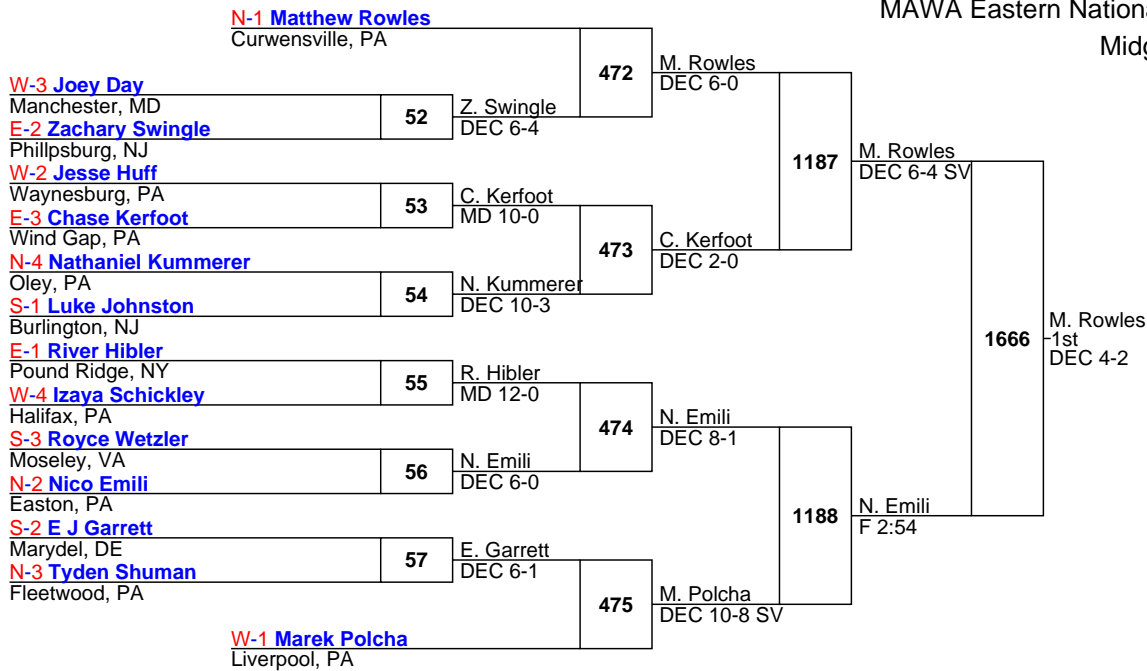 MAWA Eastern Nationa
Midg
N-1 Matthew Rowles
Curwensville, PA
472
M. Rowles
DEC 6-0
W-3 Joey Day
Manchester, MD
52
Z. Swingle
DEC 6-4
E-2 Zachary Swingle
Phillpsburg, NJ
1187
M. Rowles
DEC 6-4 SV
W-2 Jesse Huff
Waynesburg, PA
53
C. Kerfoot
MD 10-0
E-3 Chase Kerfoot
Wind Gap, PA
473
C. Kerfoot
DEC 2-0
N-4 Nathaniel Kummerer
Oley, PA
54
N. Kummerer
DEC 10-3
S-1 Luke Johnston
Burlington, NJ
1666
M. Rowles
1st
DEC 4-2
E-1 River Hibler
Pound Ridge, NY
55
R. Hibler
MD 12-0
W-4 Izaya Schickley
Halifax, PA
474
N. Emili
DEC 8-1
S-3 Royce Wetzler
Moseley, VA
56
N. Emili
DEC 6-0
N-2 Nico Emili
Easton, PA
1188
N. Emili
F 2:54
S-2 E J Garrett
Marydel, DE
57
E. Garrett
DEC 6-1
N-3 Tyden Shuman
Fleetwood, PA
475
M. Polcha
DEC 10-8 SV
W-1 Marek Polcha
Liverpool, PA